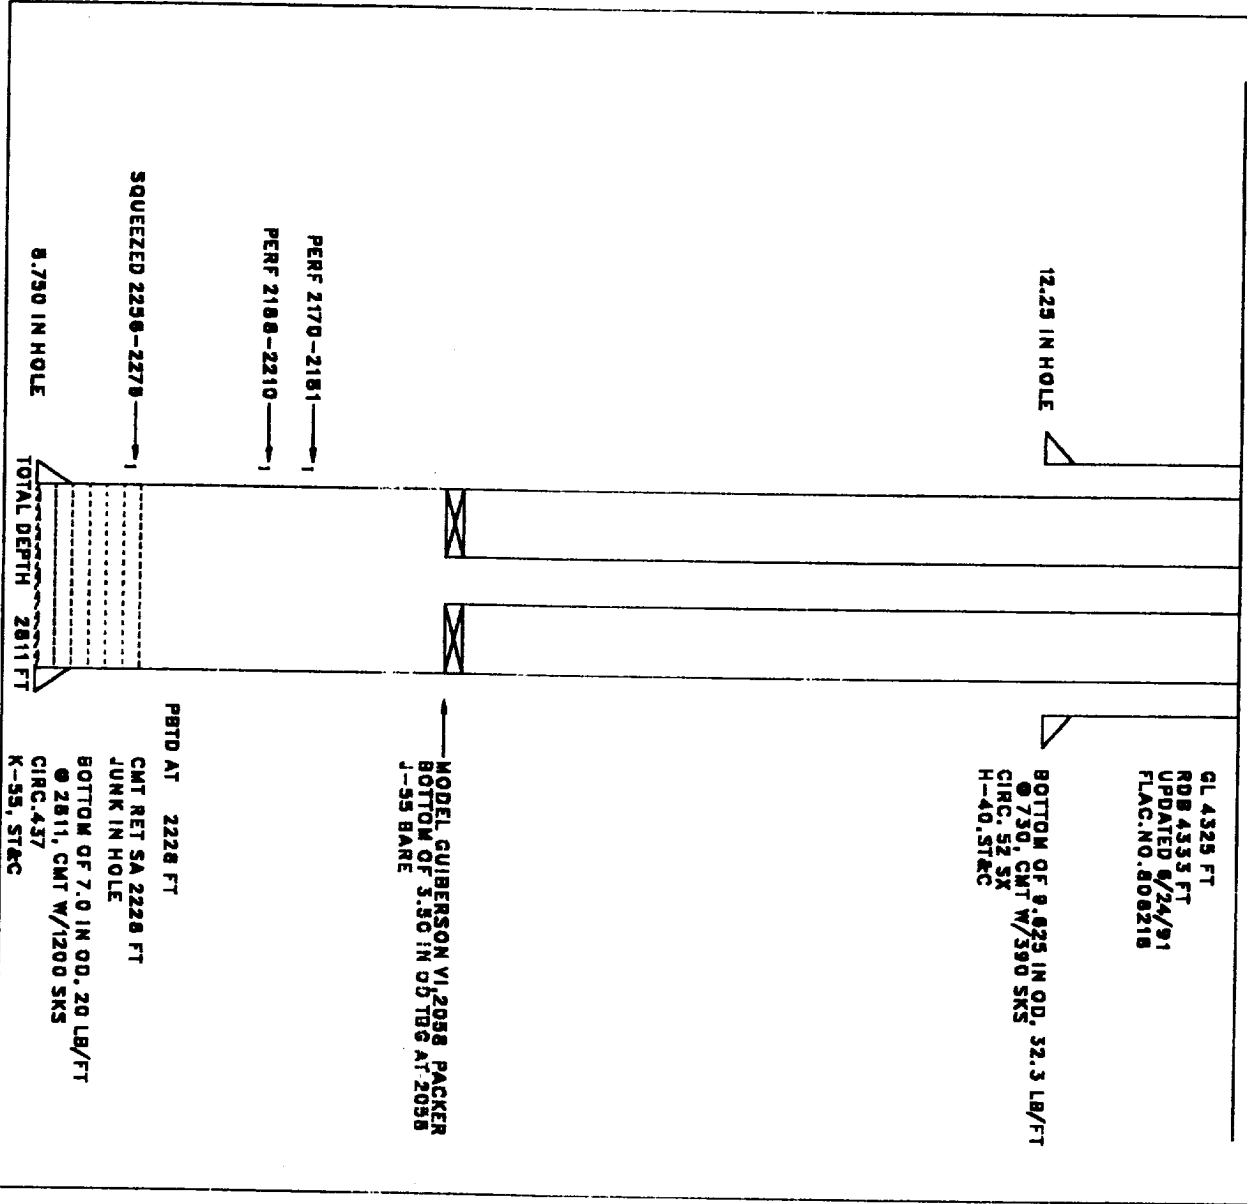 GL 4325 FT
RDB 4333 FT
UPDATED 6/24/91
FLAC.NO.808218
12.25 IN HOLE
BOTTOM OF 9.625 IN OD, 32.3 LB/FT
@ 730, CMT W/390 SKS
CIRC. 52 SX
H-40,ST&C
MODEL GUIBERSON VI,2058 PACKER
BOTTOM OF 3.50 IN OD TBG AT 2058
J-55 BARE
PERF 2170-2181
1
PERF 2188-2210
1
PBTD AT 2228 FT
SQUEEZED 2258-2278
1
CMT RET SA 2228 FT
JUNK IN HOLE
BOTTOM OF 7.0 IN OD, 20 LB/FT
@ 2811, CMT W/1200 SKS
CIRC.437
K-55, ST&C
8.750 IN HOLE
TOTAL DEPTH 2811 FT